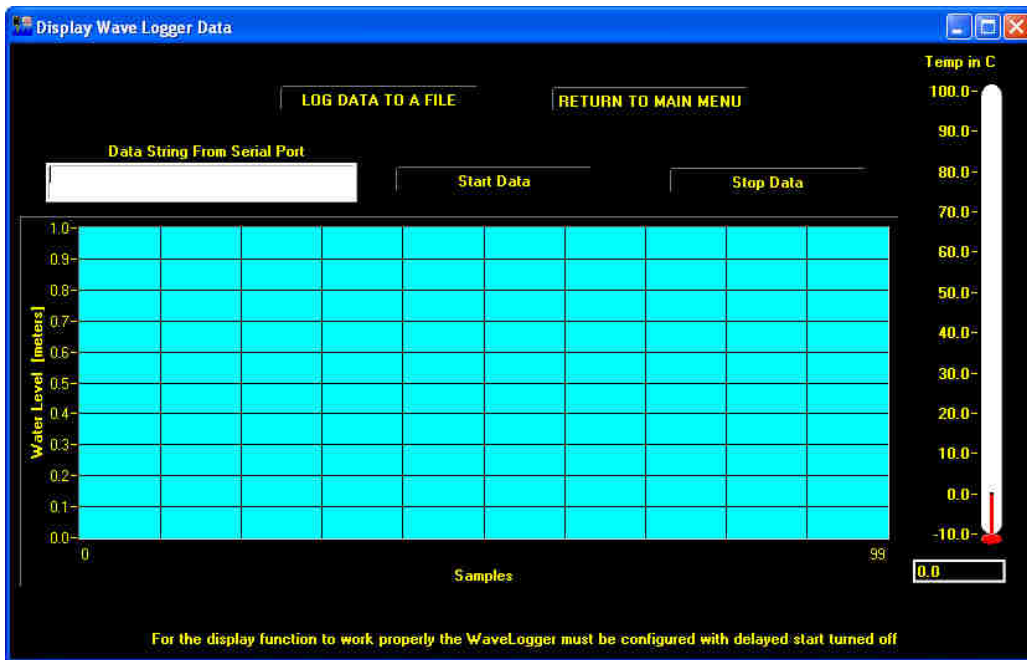 Display Wave Logger Data
Temp in C
LOG DATA TO A FILE
RETURN TO MAIN MENU
Data String From Serial Port
Start Data
Stop Data
100.0
90.0
80.0
70.0
60.0
50.0
40.0
30.0
20.0
10.0
0.0
-10.0
0.0
Water Level [meters]
1.0
0.9
0.8
0.7
0.6
0.5
0.4
0.3
0.2
0.1
0.0
0
99
Samples
For the display function to work properly the WaveLogger must be configured with delayed start turned off